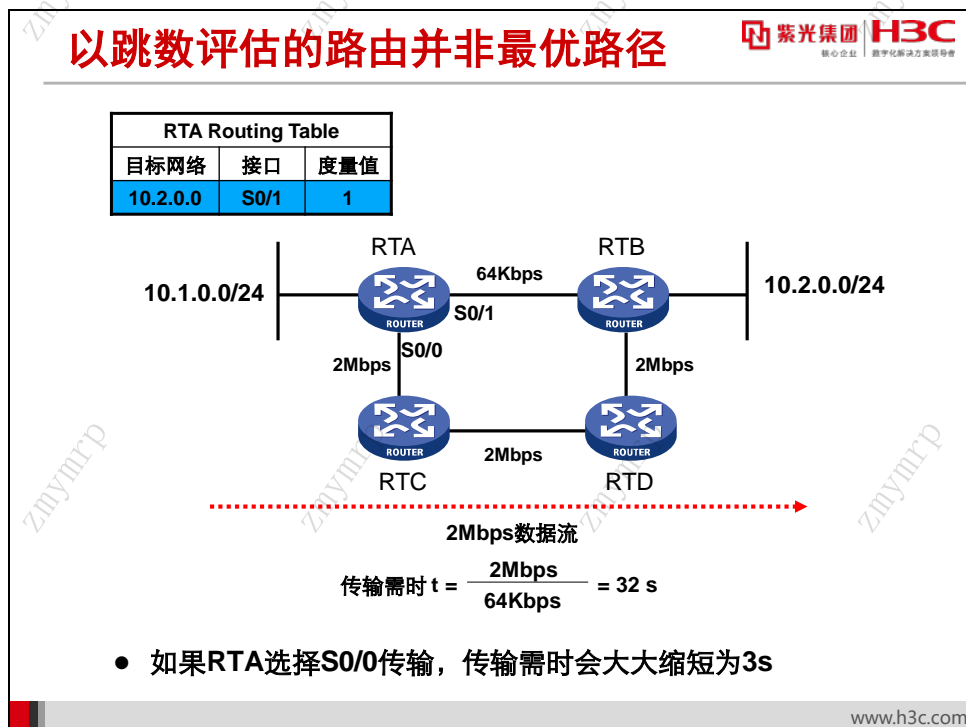 以跳数评估的路由并非最优路径
紫光集团
核心企业
H3C
数字化解决方案领导者
RTA Routing Table
目标网络 接口 度量值
10.2.0.0 S0/1 1
RTA
RTB
10.1.0.0/24
64Kbps
10.2.0.0/24
ROUTER
S0/1
ROUTER
S0/0
2Mbps
2Mbps
ROUTER
2Mbps
ROUTER
RTC
RTD
2Mbps数据流
传输需时 t = 2Mbps / 64Kbps = 32 s
● 如果RTA选择S0/0传输，传输需时会大大缩短为3s
www.h3c.com
zmymrp
zmymrp
zmymrp
zmymrp
zmymrp
zmymrp